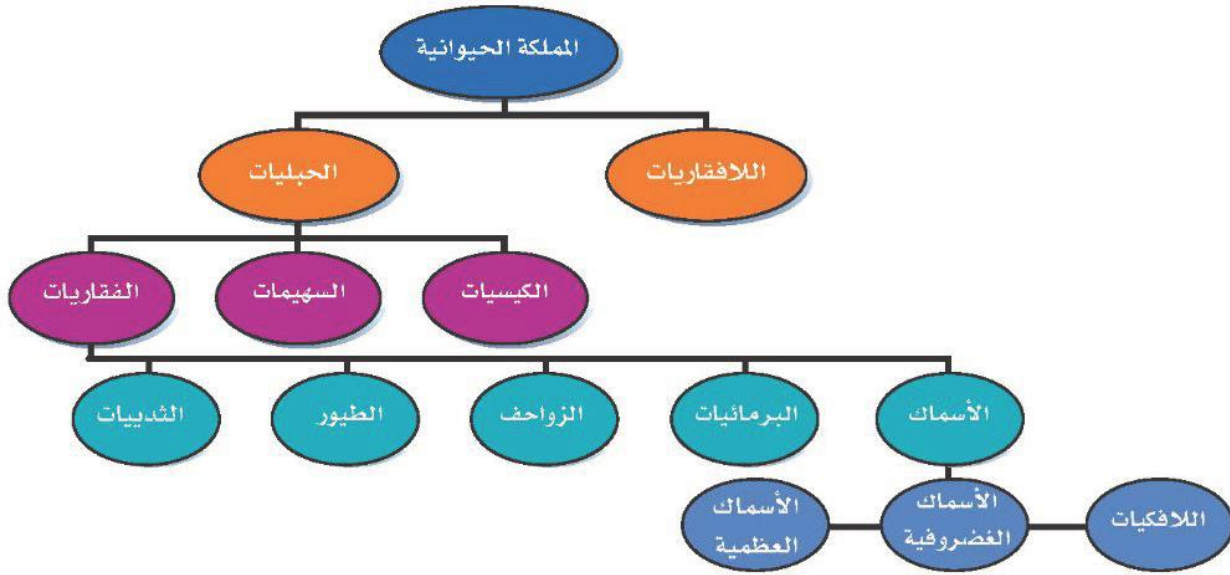 المملكة الحيوانية
اللافقاريات
الحبليات
الكيسيات
السهيمات
الفقاريات
الأسماك
البرمائيات
الزواحف
الطيور
الثدييات
اللافكيات
الأسماك
الغضروفية
الأسماك
العظمية